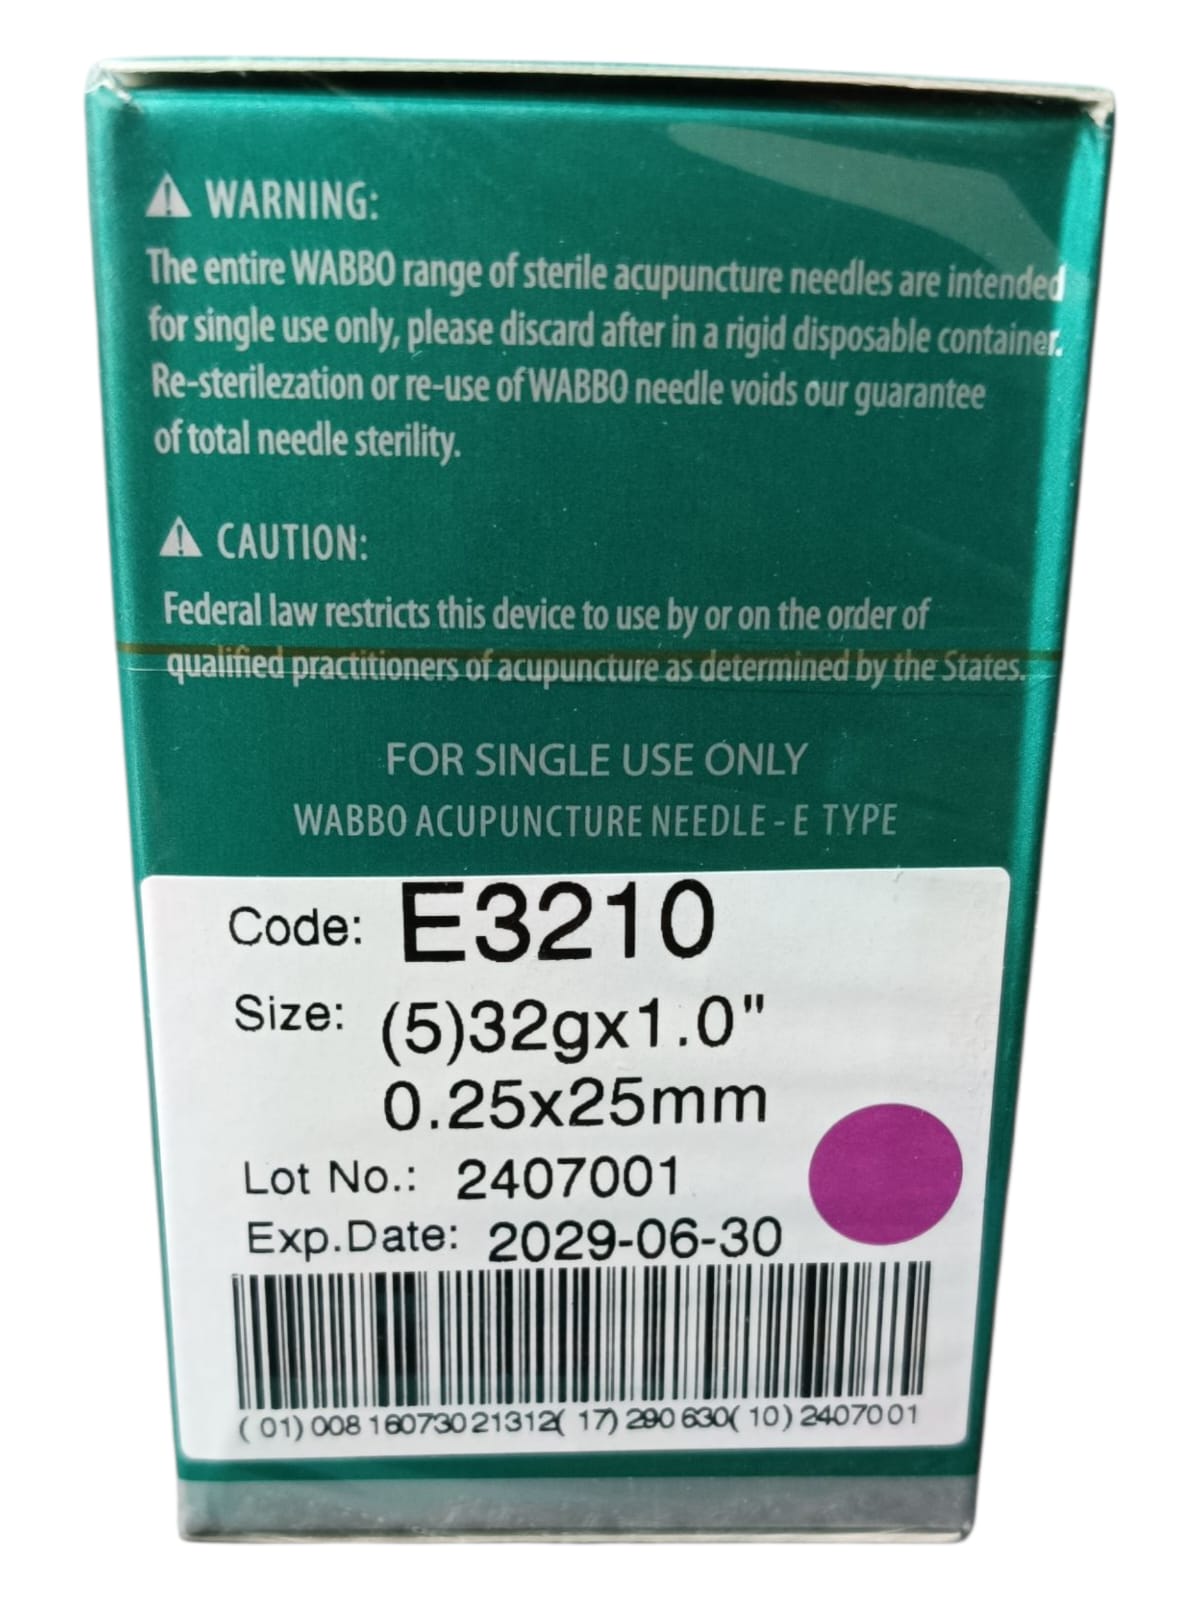 WARNING:
The entire WABBO range of sterile acupuncture needles are intended
for single use only, please discard after in a rigid disposable container.
Re-sterilezation or re-use of WABBO needle voids our guarantee
of total needle sterility.
CAUTION:
Federal law restricts this device to use by or on the order of
qualified practitioners of acupuncture as determined by the States.
FOR SINGLE USE ONLY
WABBO ACUPUNCTURE NEEDLE - E TYPE
Code: E3210
Size: (5)32gx1.0"
0.25x25mm
Lot No.: 2407001
Exp.Date: 2029-06-30
(01)00816073021312(17)290630(10)2407001